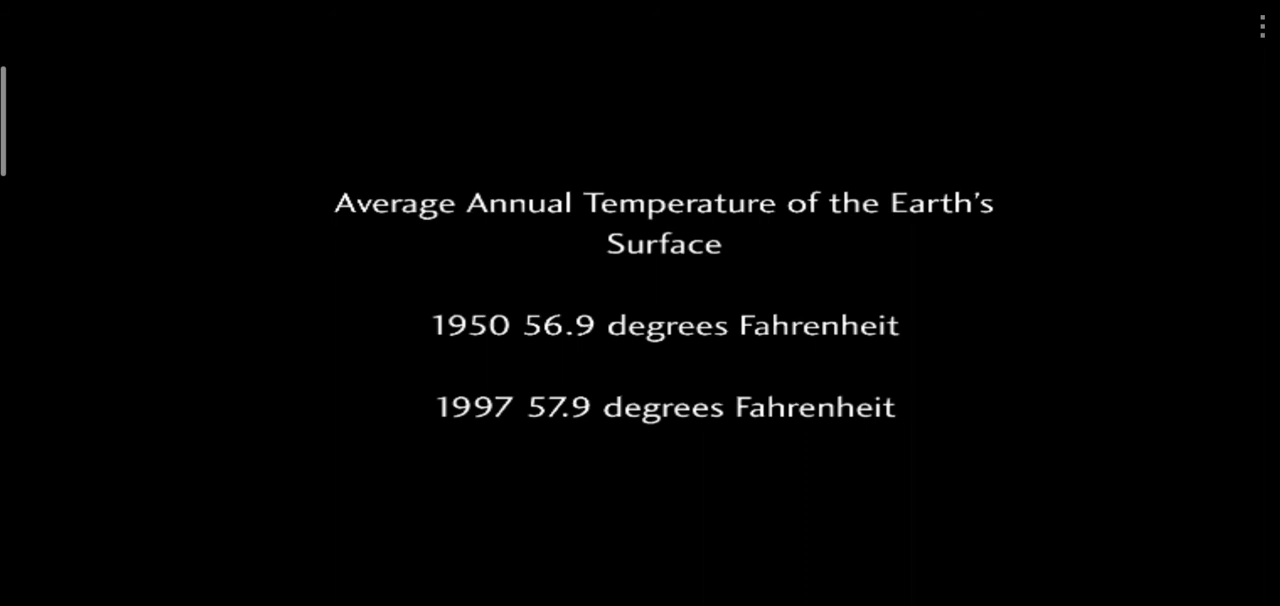 Average Annual Temperature of the Earth’s
Surface
1950 56.9 degrees Fahrenheit
1997 57.9 degrees Fahrenheit